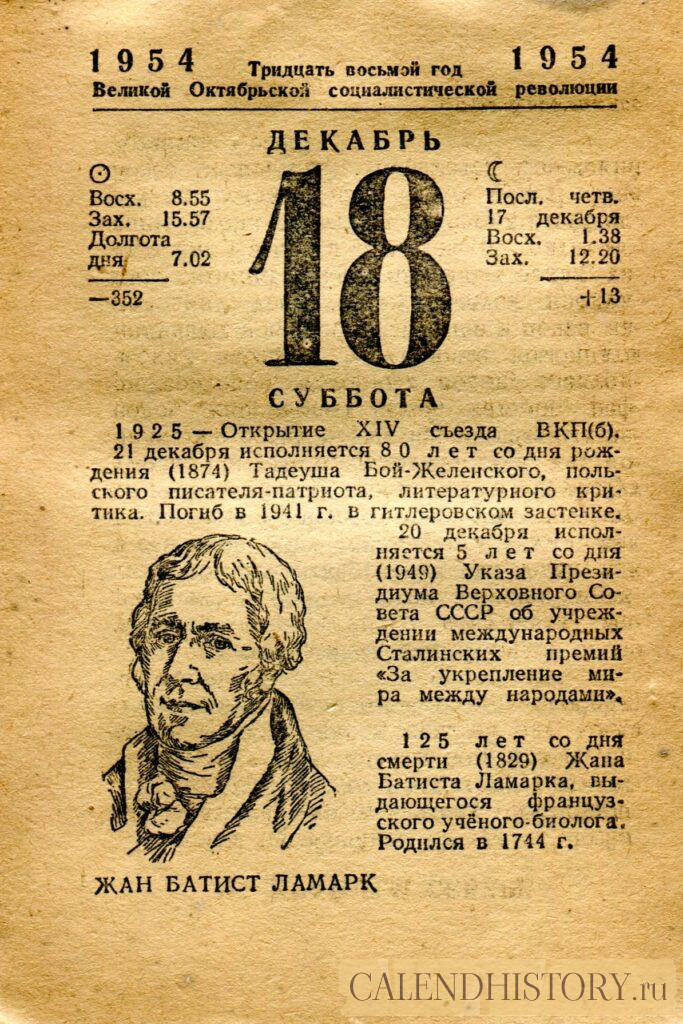 1954 Тридцать восьмой год 1954
Великой Октябрьской социалистической революции
ДЕКАБРЬ
18
Восх. 8.55
Зах. 15.57
Долгота
дня 7.02
—352
Посл. четв.
17 декабря
Восх. 1.38
Зах. 12.20
+13
СУББОТА
1925 — Открытие XIV съезда ВКП(б).
21 декабря исполняется 80 лет со дня рож-
дения (1874) Тадеуша Бой-Желенского, поль-
ского писателя-патриота, литературного кри-
тика. Погиб в 1941 г. в гитлеровском застенке.
20 декабря испол-
няется 5 лет со дня
(1949) Указа Прези-
диума Верховного Со-
вета СССР об учреж-
дении международных
Сталинских премий
«За укрепление ми-
ра между народами».
125 лет со дня
смерти (1829) Жана
Батиста Ламарка, вы-
дающегося француз-
ского учёного-биолога.
Родился в 1744 г.
ЖАН БАТИСТ ЛАМАРК
CALENDHISTORY.ru